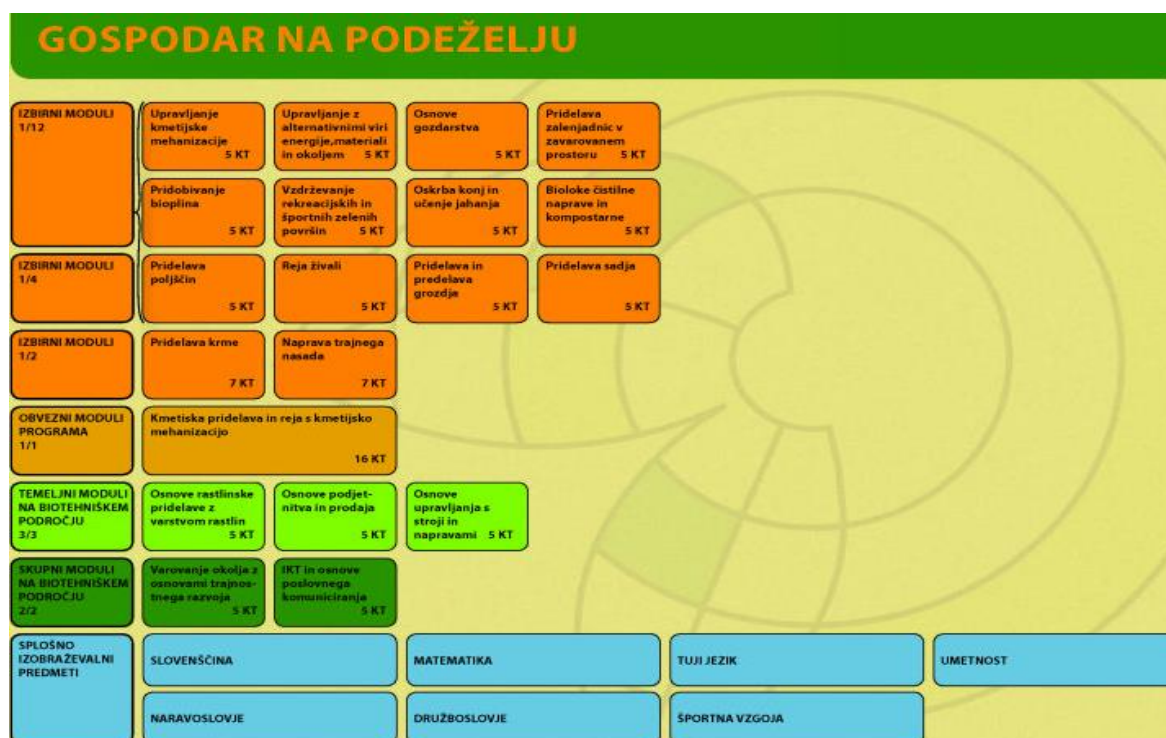 GOSPODAR NA PODEŽELJU
IZBIRNI MODULI
1/12
Upravljanje
kmetijske
mehanizacije
5 KT
Upravljanje z
alternativnimi viri
energije,materiali
in okoljem 5 KT
Osnove
gozdarstva
5 KT
Pridelava
zalenjadnic v
zavarovanem
prostoru 5 KT
Pridobivanje
bioplina
5 KT
Vzdrževanje
rekreacijskih in
športnih zelenih
površin 5 KT
Oskrba konj in
učenje jahanja
5 KT
Bioloke čistilne
naprave in
kompostarne
5 KT
IZBIRNI MODULI
1/4
Pridelava
poljščin
5 KT
Reja živali
5 KT
Pridelava in
predelava
grozdja
5 KT
Pridelava sadja
5 KT
IZBIRNI MODULI
1/2
Pridelava krme
7 KT
Naprava trajnega
nasada
7 KT
OBVEZNI MODULI
PROGRAMA
1/1
Kmetiska pridelava in reja s kmetijsko
mehanizacijo
16 KT
TEMELJNI MODULI
NA BIOTEHNIŠKEM
PODROČJU
3/3
Osnove rastlinske
pridelave z
varstvom rastlin
5 KT
Osnove podjet-
nitva in prodaja
5 KT
Osnove
upravljanja s
stroji in
napravami 5 KT
SKUPNI MODULI
NA BIOTEHNIŠKEM
PODROČJU
2/2
Varovanje okolja z
osnovami trajnos-
tnega razvoja
5 KT
IKT in osnove
poslovnega
komuniciranja
5 KT
SPLOŠNO
IZOBRAŽEVALNI
PREDMETI
SLOVENŠČINA
MATEMATIKA
TUJI JEZIK
UMETNOST
NARAVOSLOVJE
DRUŽBOSLOVJE
ŠPORTNA VZGOJA